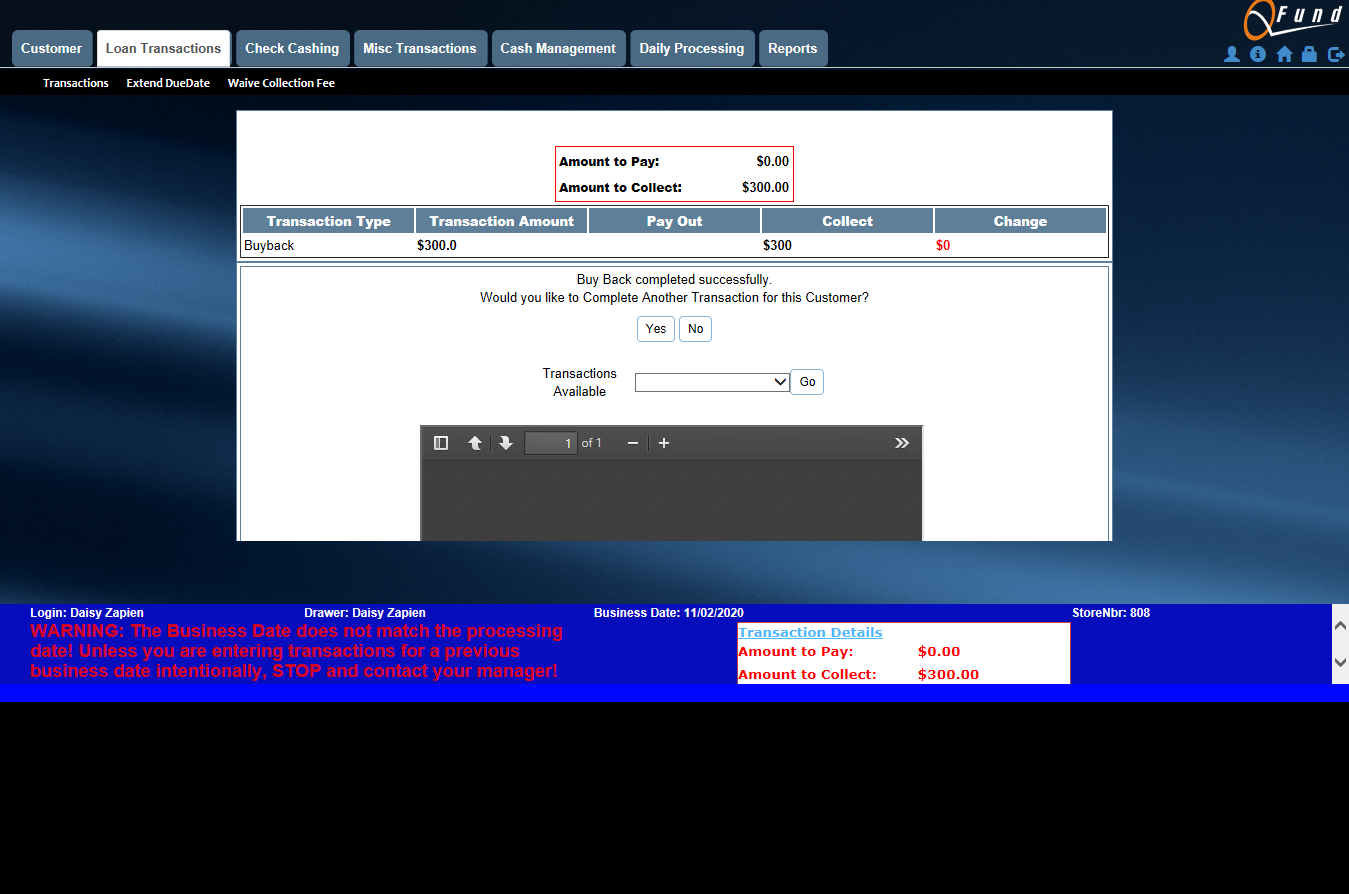 QFund
Customer
Loan Transactions
Check Cashing
Misc Transactions
Cash Management
Daily Processing
Reports
Transactions
Extend DueDate
Waive Collection Fee
Amount to Pay: $0.00
Amount to Collect: $300.00
Transaction Type Transaction Amount Pay Out Collect Change
Buyback $300.0 $300 $0
Buy Back completed successfully.
Would you like to Complete Another Transaction for this Customer?
Yes No
Transactions
Available
Go
1 of 1
Login: Daisy Zapien
Drawer: Daisy Zapien
Business Date: 11/02/2020
StoreNbr: 808
WARNING: The Business Date does not match the processing
date! Unless you are entering transactions for a previous
business date intentionally, STOP and contact your manager!
Transaction Details
Amount to Pay: $0.00
Amount to Collect: $300.00